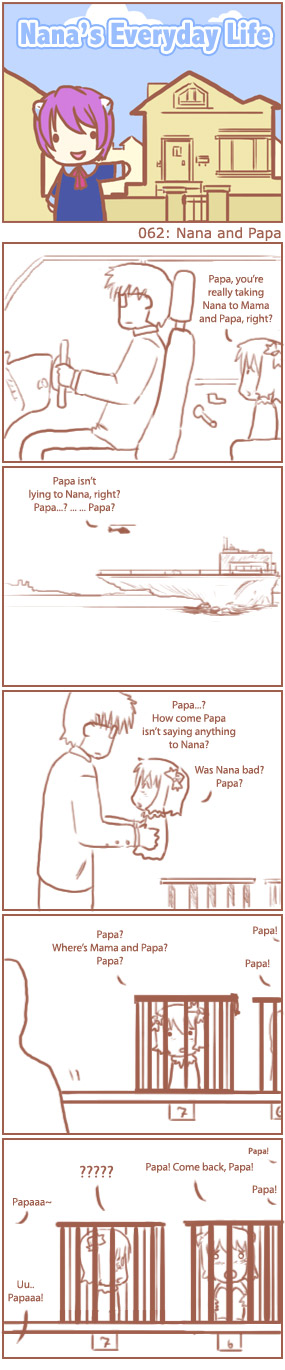 Nana's Everyday Life
062: Nana and Papa
Papa, you're
really taking
Nana to Mama
and Papa, right?
Papa isn't
lying to Nana, right?
Papa...? ... ... Papa?
Papa...?
How come Papa
isn't saying anything
to Nana?
Was Nana bad?
Papa?
Papa?
Where's Mama and Papa?
Papa?
Papa!
Papa!
7
?????
Papa! Come back, Papa!
Papa!
Papa!
Papaaa~
Uu..
Papaaa!
7
6